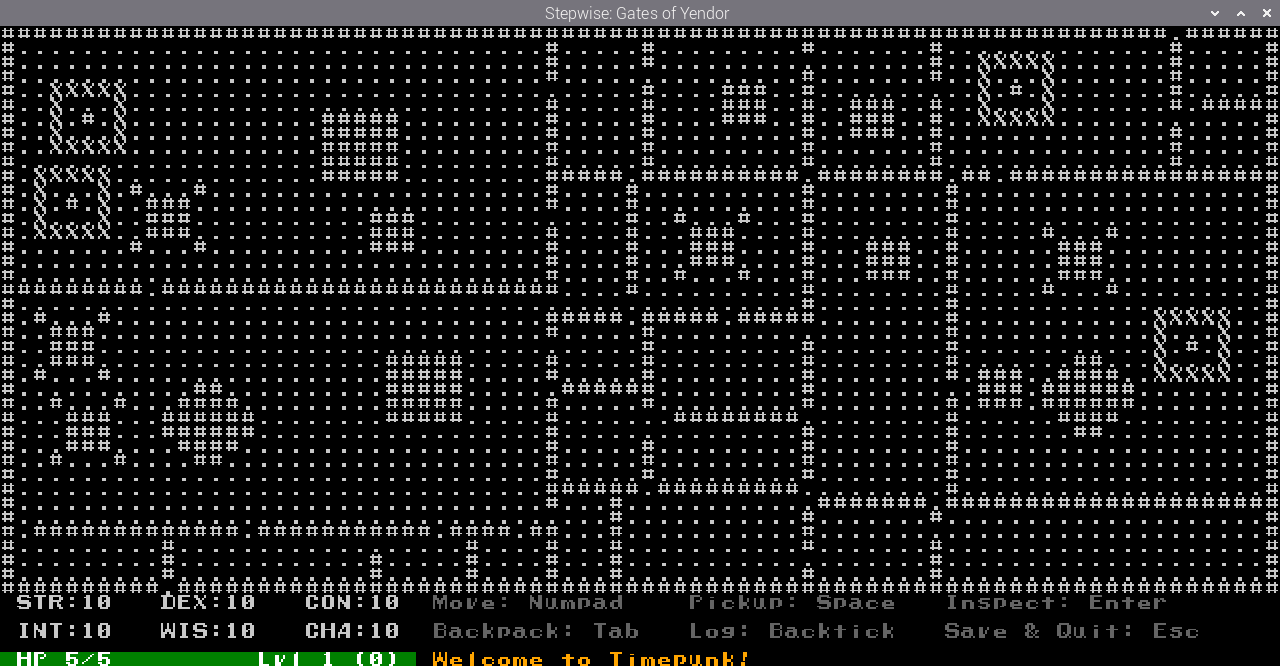 Stepwise: Gates of Yendor
STR:10 DEX:10 CON:10 Move: Numpad Pickup: Space Inspect: Enter
INT:10 WIS:10 CHA:10 Backpack: Tab Log: Backtick Save & Quit: Esc
HP 5/5 Lvl 1 (0) Welcome to Timepunk!